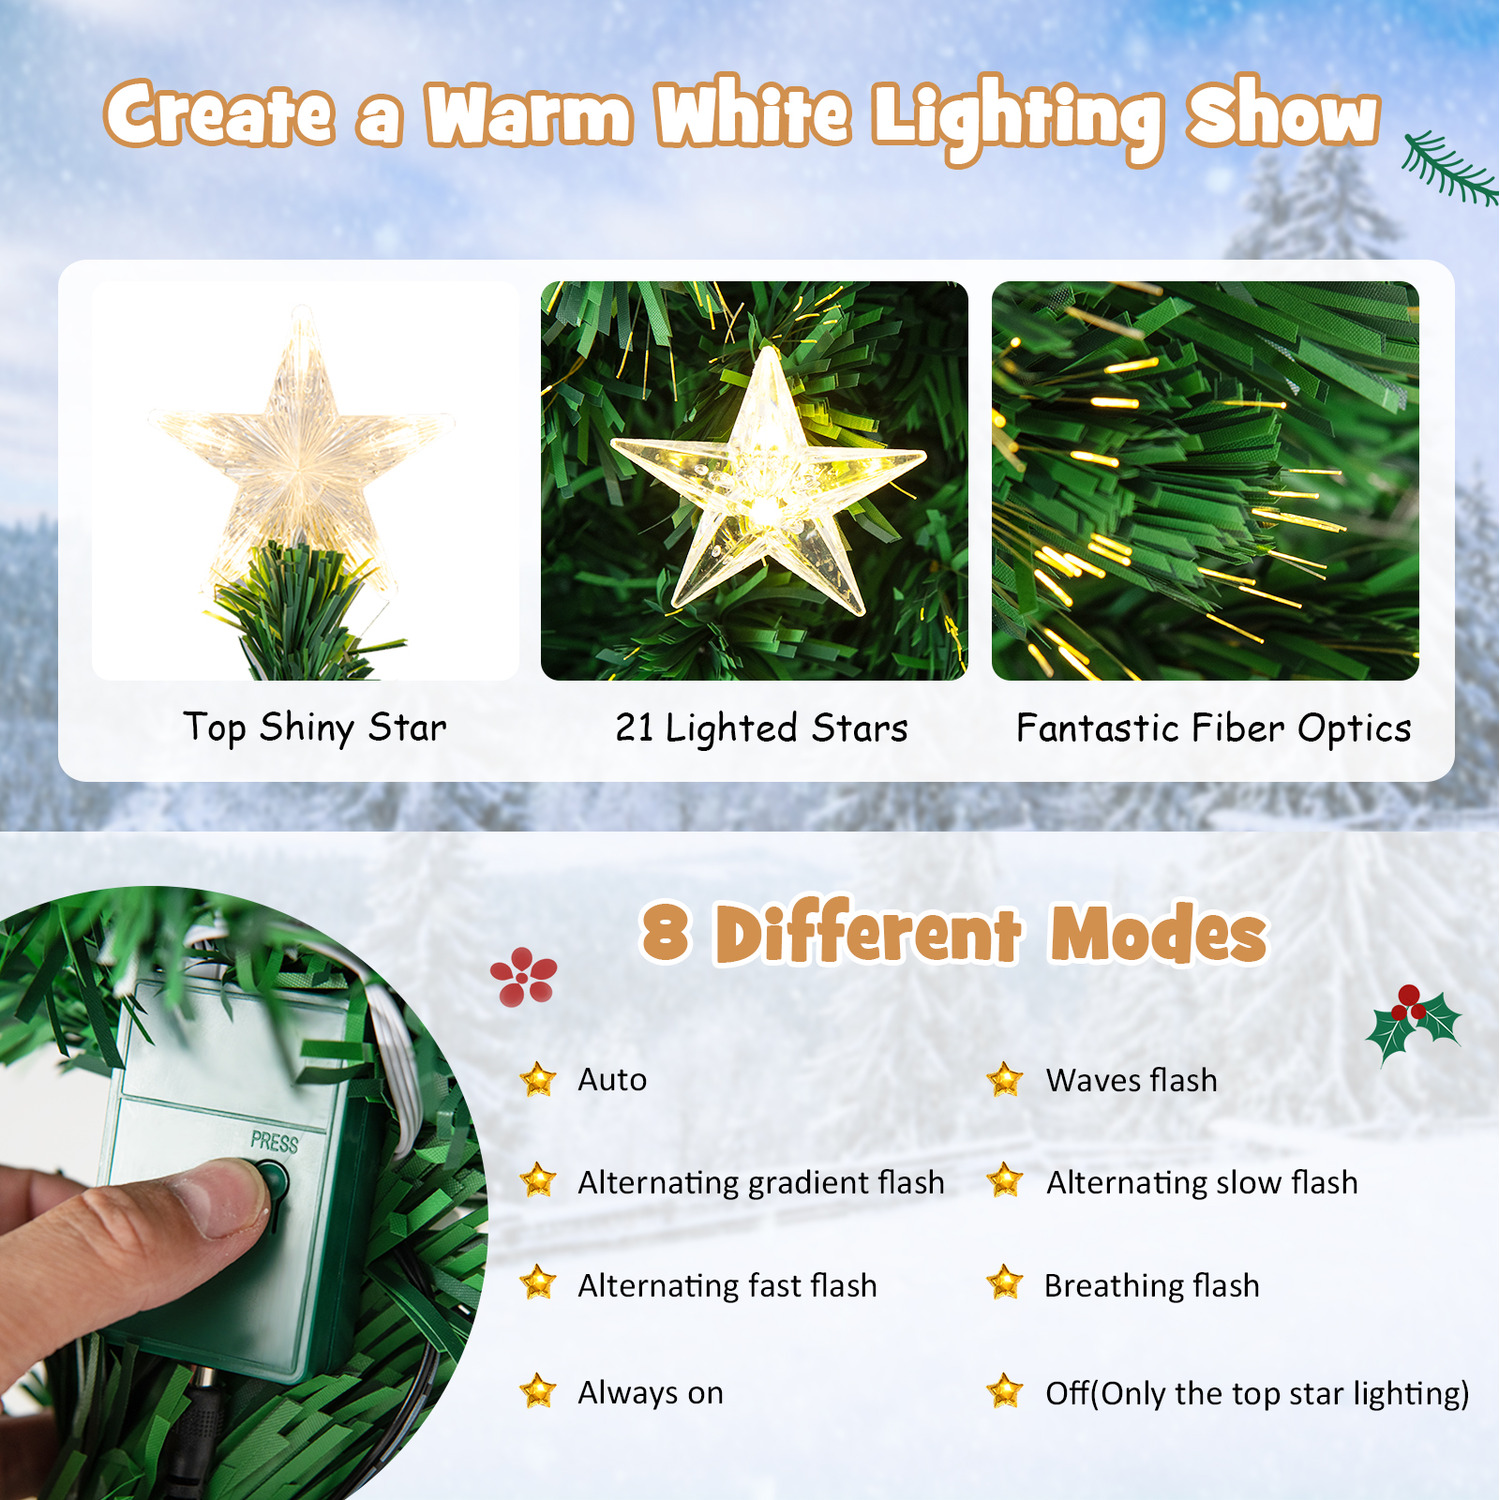 Create a Warm White Lighting Show
Top Shiny Star
21 Lighted Stars
Fantastic Fiber Optics
8 Different Modes
PRESS
Auto
Waves flash
Alternating gradient flash
Alternating slow flash
Alternating fast flash
Breathing flash
Always on
Off(Only the top star lighting)